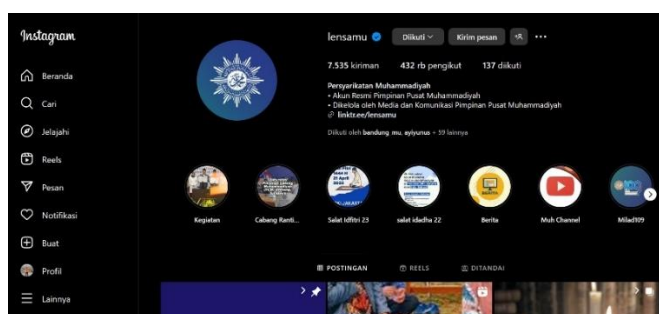 Instagram
Beranda
Cari
Jelajahi
Reels
Pesan
Notifikasi
Buat
Profil
Lainnya
lensamu Diikuti Kirim pesan
7.535 kiriman 432 rb pengikut 137 diikuti
Persyarikatan Muhammadiyah
• Akun Resmi Pimpinan Pusat Muhammadiyah
• Dikelola oleh Media dan Komunikasi Pimpinan Pusat Muhammadiyah
linktr.ee/lensamu
Diikuti oleh bandung mu, ayiyunus + 59 lainnya
Kegiatan
Cabang Ranti...
Salat Idfitri 23
salat idadha 22
Berita
Muh Channel
Milad109
POSTINGAN REELS DITANDAI